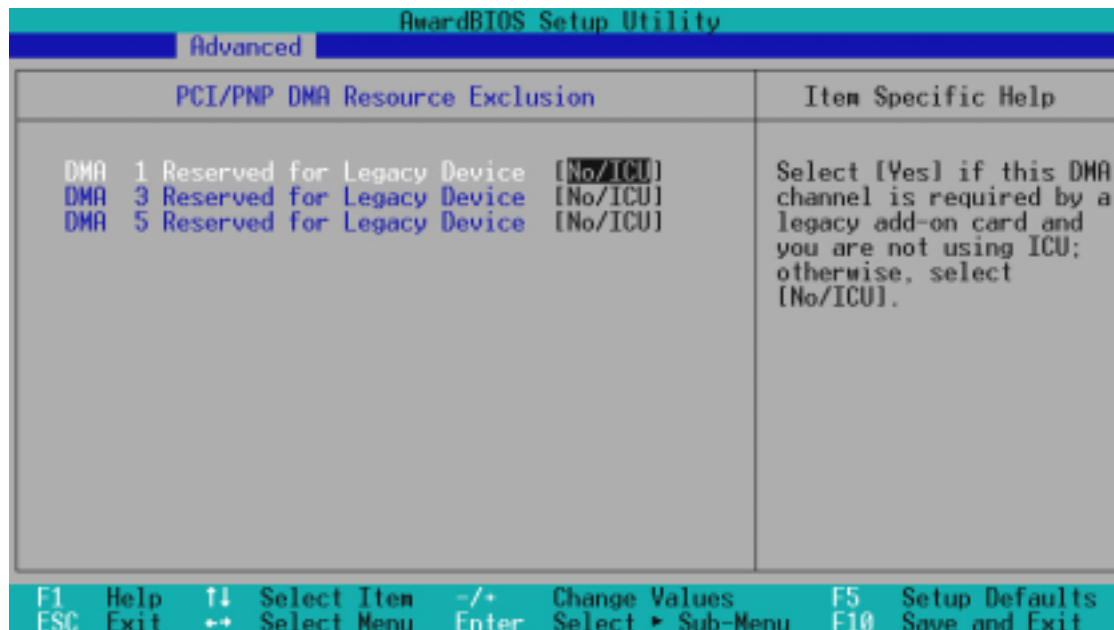 AwardBIOS Setup Utility
Advanced
PCI/PNP DMA Resource Exclusion
DMA 1 Reserved for Legacy Device [No/ICU]
DMA 3 Reserved for Legacy Device [No/ICU]
DMA 5 Reserved for Legacy Device [No/ICU]
Item Specific Help
Select [Yes] if this DMA
channel is required by a
legacy add-on card and
you are not using ICU;
otherwise, select
[No/ICU].
F1 Help ↑↓ Select Item -/+ Change Values F5 Setup Defaults
ESC Exit ←→ Select Menu Enter Select ► Sub-Menu F10 Save and Exit